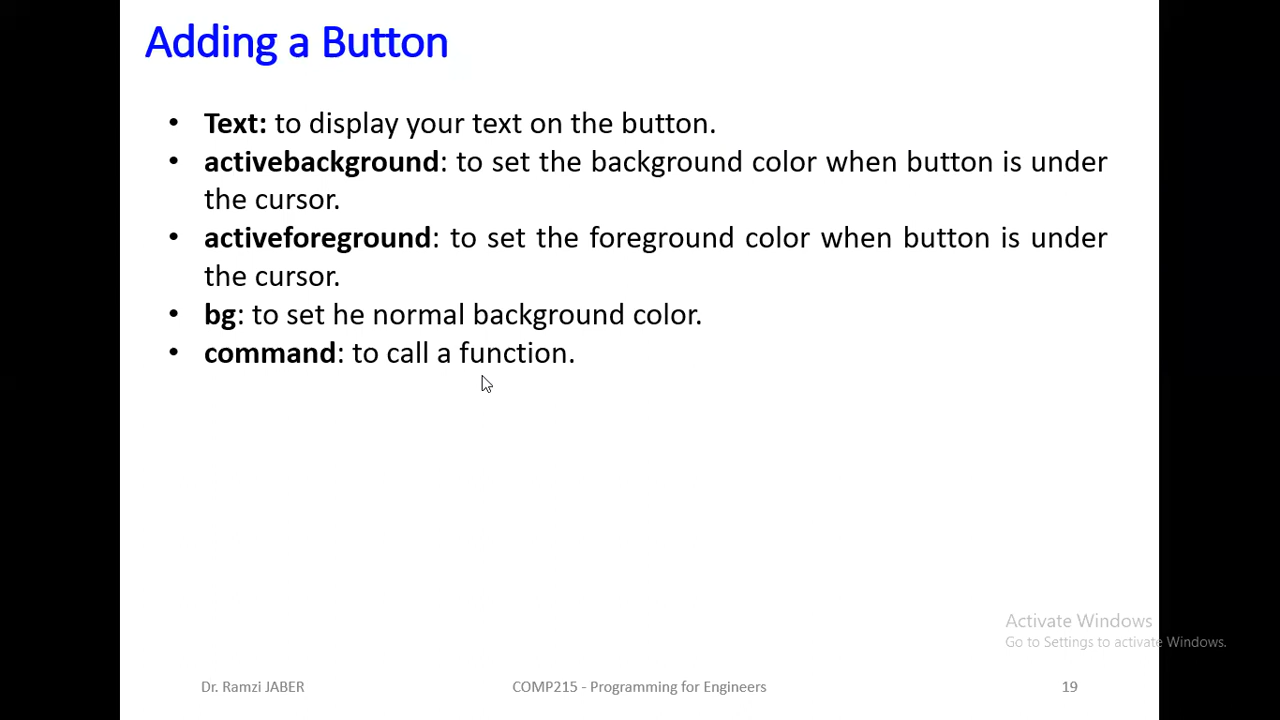 Adding a Button
• Text: to display your text on the button.
• activebackground: to set the background color when button is under
the cursor.
• activeforeground: to set the foreground color when button is under
the cursor.
• bg: to set he normal background color.
• command: to call a function.
Activate Windows
Go to Settings to activate Windows.
Dr. Ramzi JABER COMP215 - Programming for Engineers 19